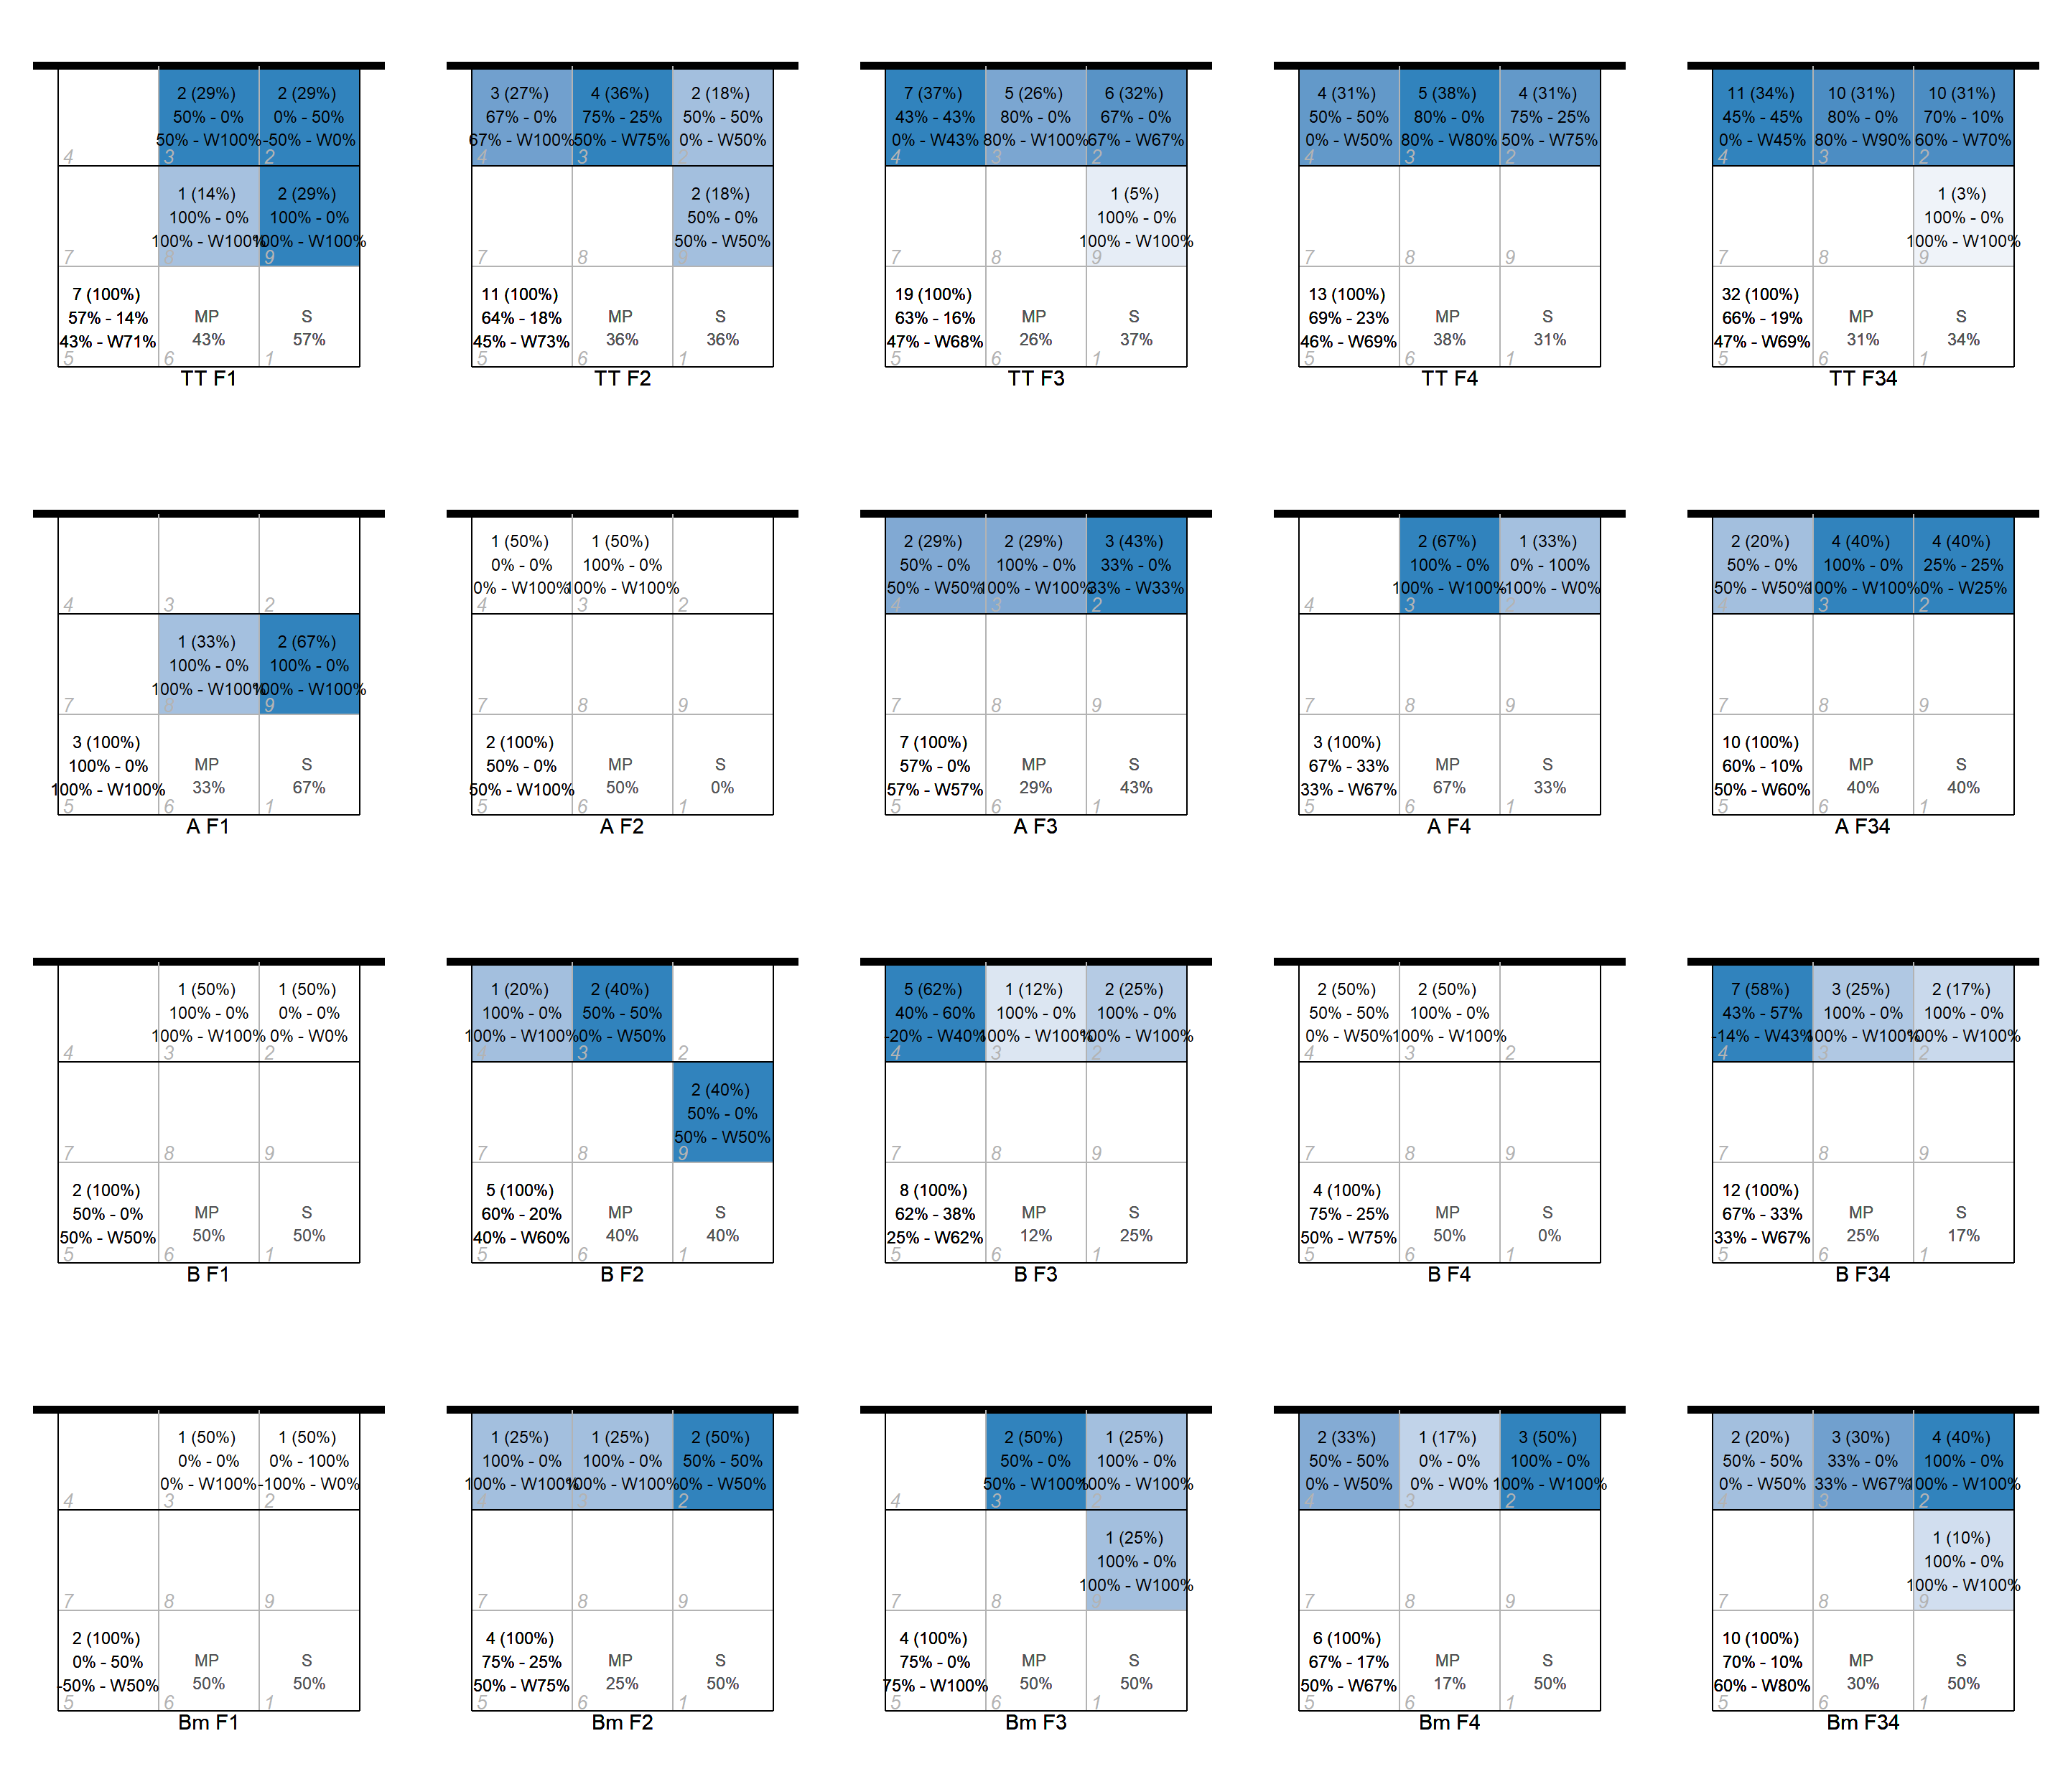 2 (29%)
50% - 0%
50% - W100%
2 (29%)
0% - 50%
-50% - W0%
4
3
2
1 (14%)
100% - 0%
100% - W100%
2 (29%)
100% - 0%
100% - W100%
7
8
9
7 (100%)
57% - 14%
43% - W71%
MP
43%
S
57%
5
6
1
TT F1
3 (27%)
67% - 0%
67% - W100%
4 (36%)
75% - 25%
50% - W75%
2 (18%)
50% - 50%
0% - W50%
4
3
2
2 (18%)
50% - 0%
50% - W50%
7
8
9
11 (100%)
64% - 18%
45% - W73%
MP
36%
S
36%
5
6
1
TT F2
7 (37%)
43% - 43%
0% - W43%
5 (26%)
80% - 0%
80% - W100%
6 (32%)
67% - 0%
67% - W67%
4
3
2
1 (5%)
100% - 0%
100% - W100%
7
8
9
19 (100%)
63% - 16%
47% - W68%
MP
26%
S
37%
5
6
1
TT F3
4 (31%)
50% - 50%
0% - W50%
5 (38%)
80% - 0%
80% - W80%
4 (31%)
75% - 25%
50% - W75%
4
3
2
7
8
9
13 (100%)
69% - 23%
46% - W69%
MP
38%
S
31%
5
6
1
TT F4
11 (34%)
45% - 45%
0% - W45%
10 (31%)
80% - 0%
80% - W90%
10 (31%)
70% - 10%
60% - W70%
4
3
2
1 (3%)
100% - 0%
100% - W100%
7
8
9
32 (100%)
66% - 19%
47% - W69%
MP
31%
S
34%
5
6
1
TT F34
4
3
2
1 (33%)
100% - 0%
100% - W100%
2 (67%)
100% - 0%
100% - W100%
7
8
9
3 (100%)
100% - 0%
100% - W100%
MP
33%
S
67%
5
6
1
A F1
1 (50%)
0% - 0%
0% - W100%
1 (50%)
100% - 0%
100% - W100%
4
3
2
7
8
9
2 (100%)
50% - 0%
50% - W100%
MP
50%
S
0%
5
6
1
A F2
2 (29%)
50% - 0%
50% - W50%
2 (29%)
100% - 0%
100% - W100%
3 (43%)
33% - 0%
33% - W33%
4
3
2
7
8
9
7 (100%)
57% - 0%
57% - W57%
MP
29%
S
43%
5
6
1
A F3
2 (67%)
100% - 0%
100% - W100%
1 (33%)
0% - 100%
-100% - W0%
4
3
2
7
8
9
3 (100%)
67% - 33%
33% - W67%
MP
67%
S
33%
5
6
1
A F4
2 (20%)
50% - 0%
50% - W50%
4 (40%)
100% - 0%
100% - W100%
4 (40%)
25% - 25%
0% - W25%
4
3
2
7
8
9
10 (100%)
60% - 10%
50% - W60%
MP
40%
S
40%
5
6
1
A F34
1 (50%)
100% - 0%
100% - W100%
1 (50%)
0% - 0%
0% - W0%
4
3
2
7
8
9
2 (100%)
50% - 0%
50% - W50%
MP
50%
S
50%
5
6
1
B F1
1 (20%)
100% - 0%
100% - W100%
2 (40%)
50% - 50%
0% - W50%
4
3
2
2 (40%)
50% - 0%
50% - W50%
7
8
9
5 (100%)
60% - 20%
40% - W60%
MP
40%
S
40%
5
6
1
B F2
5 (62%)
40% - 60%
-20% - W40%
1 (12%)
100% - 0%
100% - W100%
2 (25%)
100% - 0%
100% - W100%
4
3
2
7
8
9
8 (100%)
62% - 38%
25% - W62%
MP
12%
S
25%
5
6
1
B F3
2 (50%)
50% - 50%
0% - W50%
2 (50%)
100% - 0%
100% - W100%
4
3
2
7
8
9
4 (100%)
75% - 25%
50% - W75%
MP
50%
S
0%
5
6
1
B F4
7 (58%)
43% - 57%
-14% - W43%
3 (25%)
100% - 0%
100% - W100%
2 (17%)
100% - 0%
100% - W100%
4
3
2
7
8
9
12 (100%)
67% - 33%
33% - W67%
MP
25%
S
17%
5
6
1
B F34
1 (50%)
0% - 0%
0% - W100%
1 (50%)
0% - 100%
-100% - W0%
4
3
2
7
8
9
2 (100%)
0% - 50%
-50% - W50%
MP
50%
S
50%
5
6
1
Bm F1
1 (25%)
100% - 0%
100% - W100%
1 (25%)
100% - 0%
100% - W100%
2 (50%)
50% - 50%
0% - W50%
4
3
2
7
8
9
4 (100%)
75% - 25%
50% - W75%
MP
25%
S
50%
5
6
1
Bm F2
2 (50%)
50% - 0%
50% - W100%
1 (25%)
100% - 0%
100% - W100%
4
3
2
1 (25%)
100% - 0%
100% - W100%
7
8
9
4 (100%)
75% - 0%
75% - W100%
MP
50%
S
50%
5
6
1
Bm F3
2 (33%)
50% - 50%
0% - W50%
1 (17%)
0% - 0%
0% - W0%
3 (50%)
100% - 0%
100% - W100%
4
3
2
7
8
9
6 (100%)
67% - 17%
50% - W67%
MP
17%
S
50%
5
6
1
Bm F4
2 (20%)
50% - 50%
0% - W50%
3 (30%)
33% - 0%
33% - W67%
4 (40%)
100% - 0%
100% - W100%
4
3
2
1 (10%)
100% - 0%
100% - W100%
7
8
9
10 (100%)
70% - 10%
60% - W80%
MP
30%
S
50%
5
6
1
Bm F34